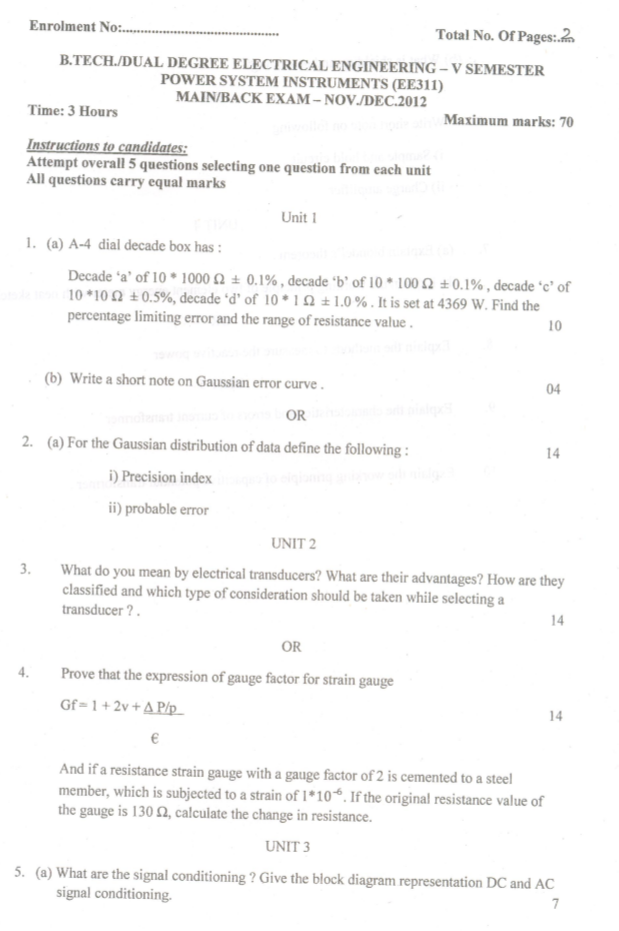 Enrolment No:............................................
Total No. Of Pages:.2...
B.TECH./DUAL DEGREE ELECTRICAL ENGINEERING – V SEMESTER
POWER SYSTEM INSTRUMENTS (EE311)
MAIN/BACK EXAM – NOV./DEC.2012
Time: 3 Hours
Maximum marks: 70
Instructions to candidates:
Attempt overall 5 questions selecting one question from each unit
All questions carry equal marks
Unit 1
1. (a) A-4 dial decade box has :
Decade ‘a’ of 10 * 1000 Ω ± 0.1% , decade ‘b’ of 10 * 100 Ω ±0.1% , decade ‘c’ of
10 *10 Ω ±0.5%, decade ‘d’ of 10 * 1 Ω ±1.0 % . It is set at 4369 W. Find the
percentage limiting error and the range of resistance value . 10
(b) Write a short note on Gaussian error curve . 04
OR
2. (a) For the Gaussian distribution of data define the following : 14
i) Precision index
ii) probable error
UNIT 2
3. What do you mean by electrical transducers? What are their advantages? How are they
classified and which type of consideration should be taken while selecting a
transducer ? .
14
OR
4. Prove that the expression of gauge factor for strain gauge
Gf = 1 + 2v + Δ P/p
14
€
And if a resistance strain gauge with a gauge factor of 2 is cemented to a steel
member, which is subjected to a strain of 1*10⁻⁶. If the original resistance value of
the gauge is 130 Ω, calculate the change in resistance.
UNIT 3
5. (a) What are the signal conditioning ? Give the block diagram representation DC and AC
signal conditioning.
7